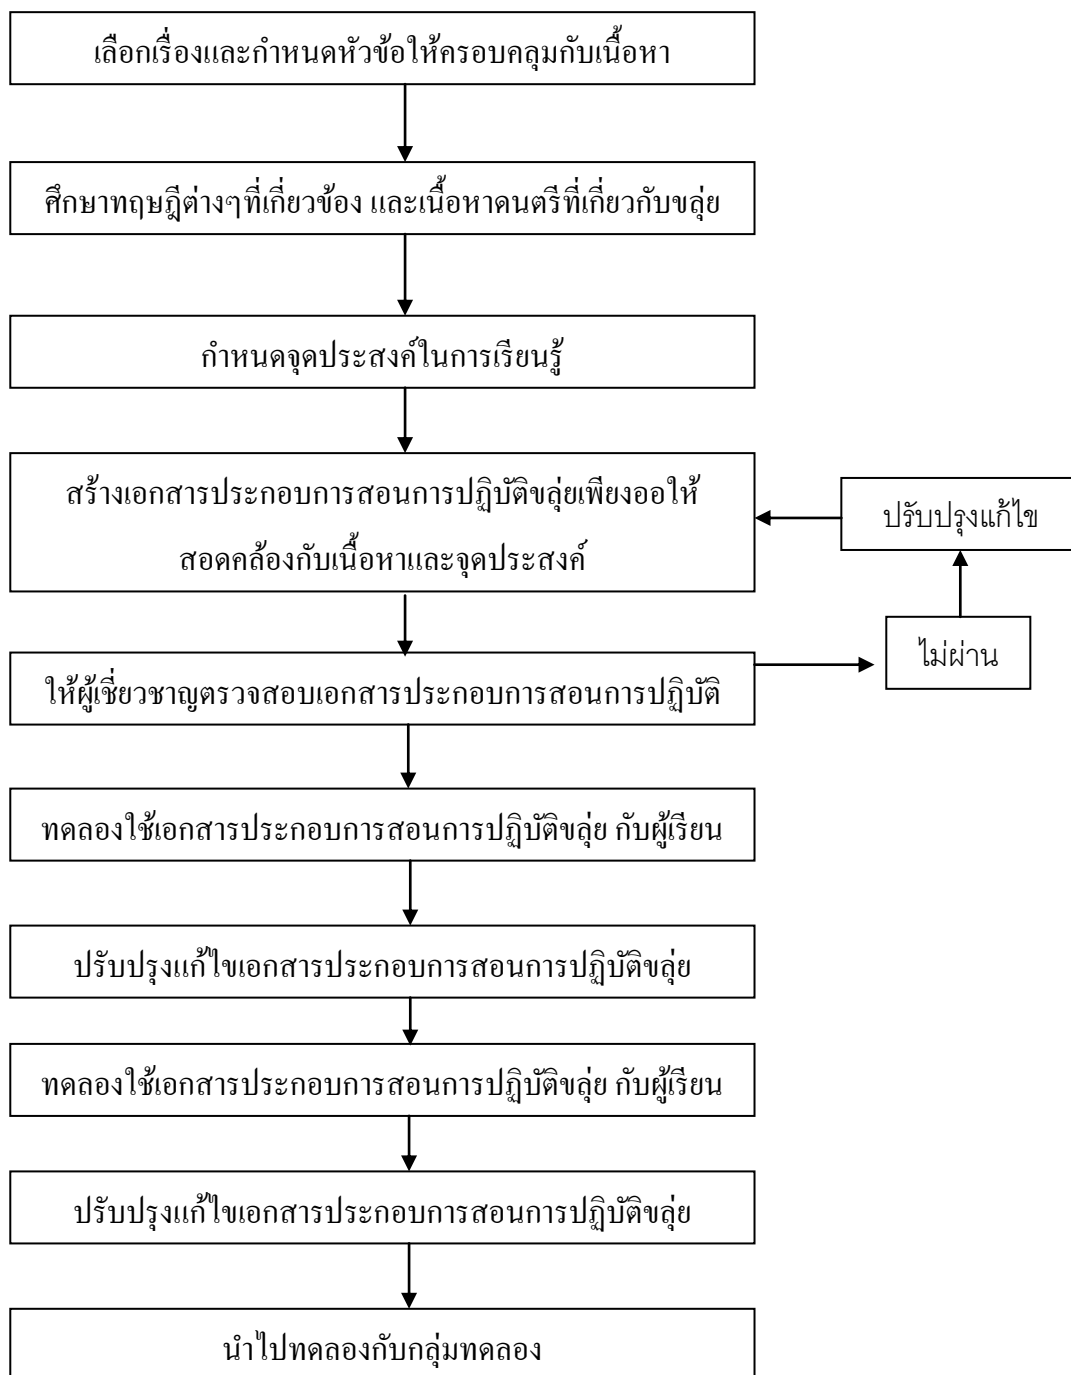 เลือกเรื่องและกำหนดหัวข้อให้ครอบคลุมกับเนื้อหา
ศึกษาทฤษฎีต่างๆที่เกี่ยวข้อง และเนื้อหาดนตรีที่เกี่ยวกับขลุ่ย
กำหนดจุดประสงค์ในการเรียนรู้
สร้างเอกสารประกอบการสอนการปฏิบัติขลุ่ยเพียงออให้
สอดคล้องกับเนื้อหาและจุดประสงค์
ปรับปรุงแก้ไข
ไม่ผ่าน
ให้ผู้เชี่ยวชาญตรวจสอบเอกสารประกอบการสอนการปฏิบัติ
ทดลองใช้เอกสารประกอบการสอนการปฏิบัติขลุ่ย กับผู้เรียน
ปรับปรุงแก้ไขเอกสารประกอบการสอนการปฏิบัติขลุ่ย
ทดลองใช้เอกสารประกอบการสอนการปฏิบัติขลุ่ย กับผู้เรียน
ปรับปรุงแก้ไขเอกสารประกอบการสอนการปฏิบัติขลุ่ย
นำไปทดลองกับกลุ่มทดลอง